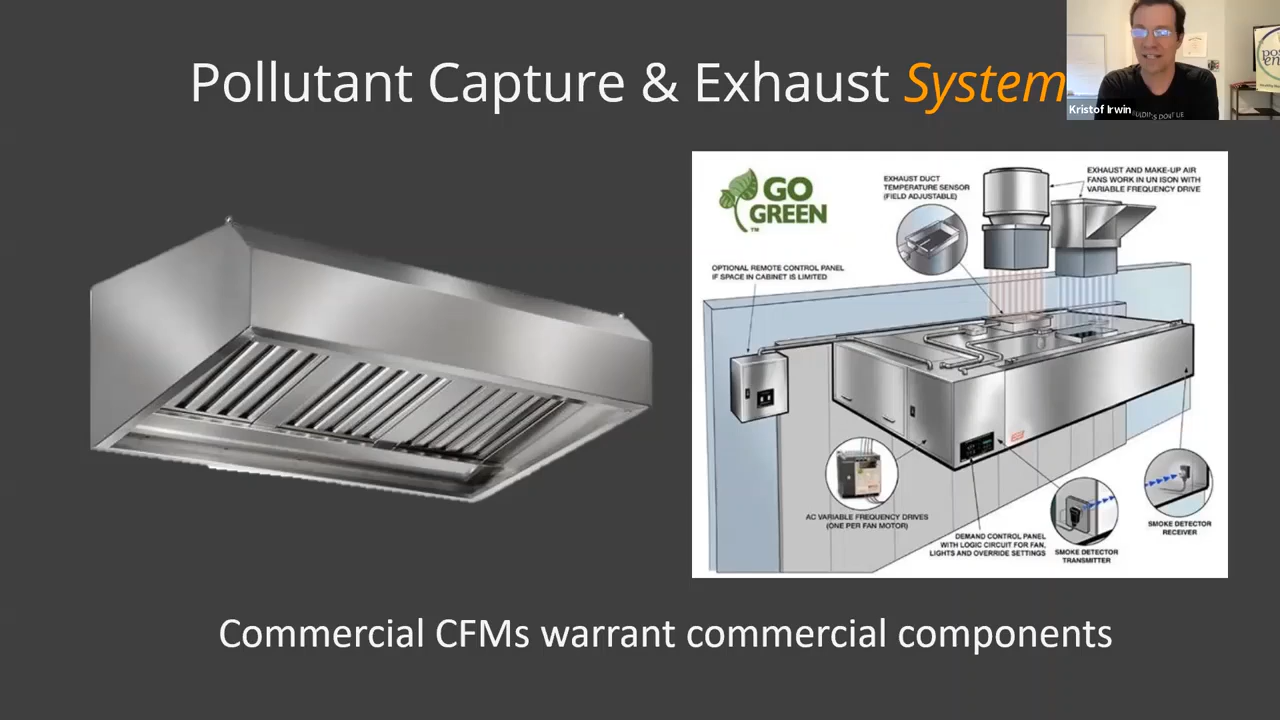 Pollutant Capture & Exhaust System
Kristof Irwin
GO
GREEN
TM
EXHAUST DUCT
TEMPERATURE SENSOR
(FIELD ADJUSTABLE)
EXHAUST AND MAKE-UP AIR
FANS WORK IN UN ISON WITH
VARIABLE FREQUENCY DRIVE
OPTIONAL REMOTE CONTROL PANEL
IF SPACE IN CABINET IS LIMITED
AC VARIABLE FREQUENCY DRIVES
(ONE PER FAN MOTOR)
DEMAND CONTROL PANEL
WITH LOGIC CIRCUIT FOR FAN,
LIGHTS AND OVERRIDE SETTINGS
SMOKE DETECTOR
TRANSMITTER
SMOKE DETECTOR
RECEIVER
Commercial CFMs warrant commercial components